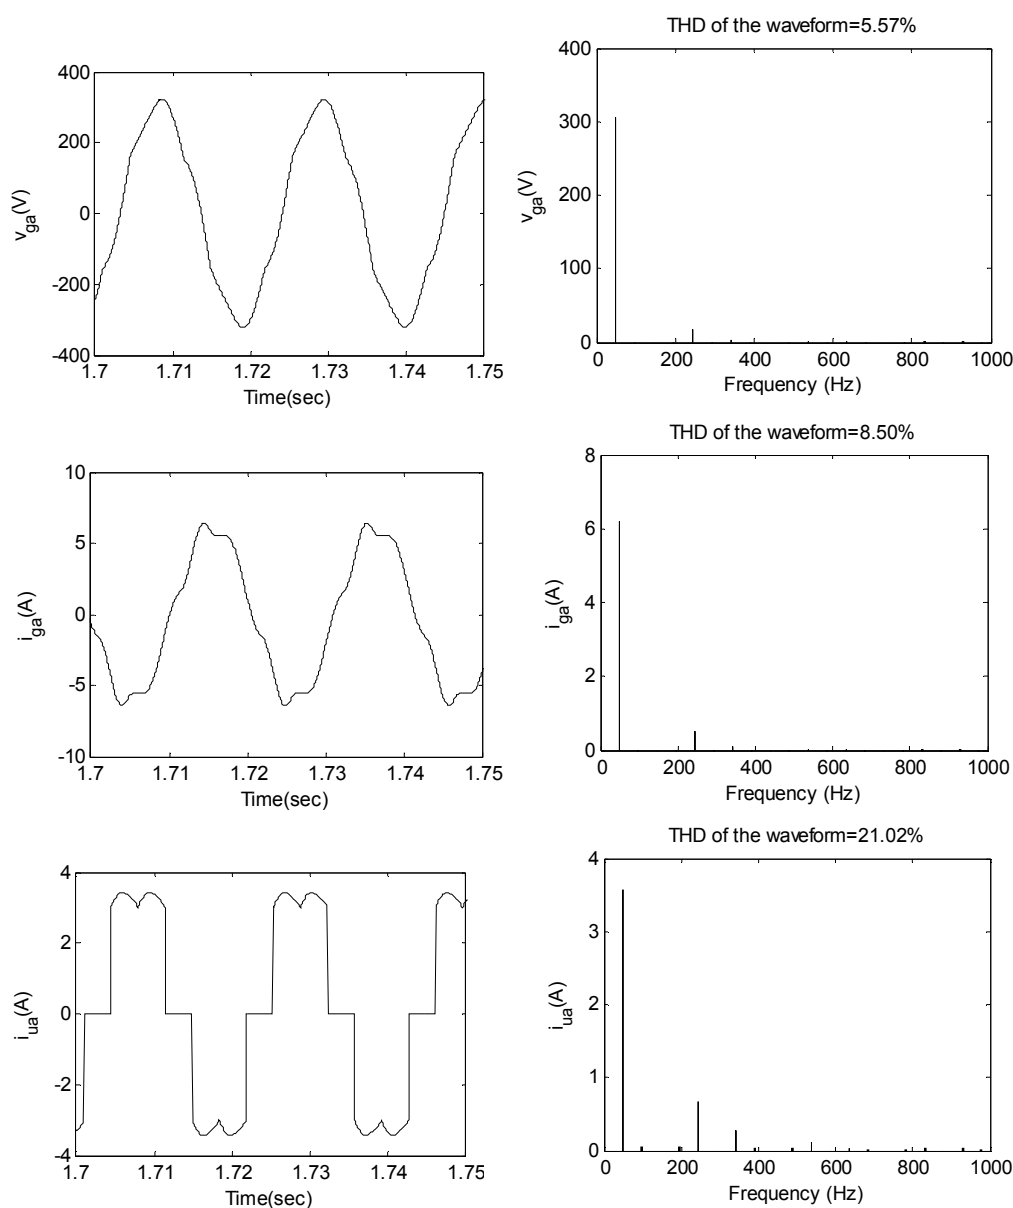 THD of the waveform=5.57%
400
200
0
-200
-400
v_ga(V)
1.7 1.71 1.72 1.73 1.74 1.75
Time(sec)
400
300
200
100
0
v_ga(V)
0 200 400 600 800 1000
Frequency (Hz)
THD of the waveform=8.50%
10
5
0
-5
-10
i_ga(A)
1.7 1.71 1.72 1.73 1.74 1.75
Time(sec)
8
6
4
2
0
i_ga(A)
0 200 400 600 800 1000
Frequency (Hz)
THD of the waveform=21.02%
4
2
0
-2
-4
i_ua(A)
1.7 1.71 1.72 1.73 1.74 1.75
Time(sec)
4
3
2
1
0
i_ua(A)
0 200 400 600 800 1000
Frequency (Hz)